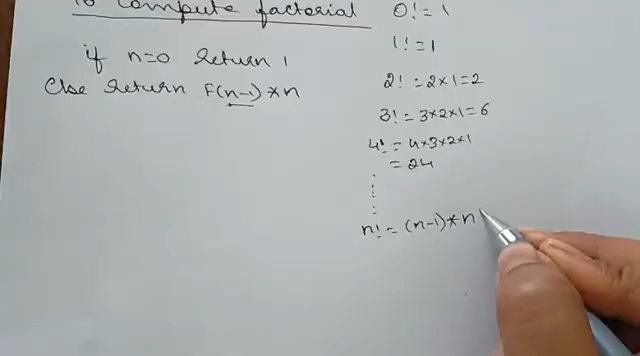 To Compute factorial
if n=0 return 1
Else return F(n-1)*n
0! = 1
1! = 1
2! = 2×1=2
3! = 3×2×1=6
4! = 4×3×2×1
= 24
n! = (n-1)*n